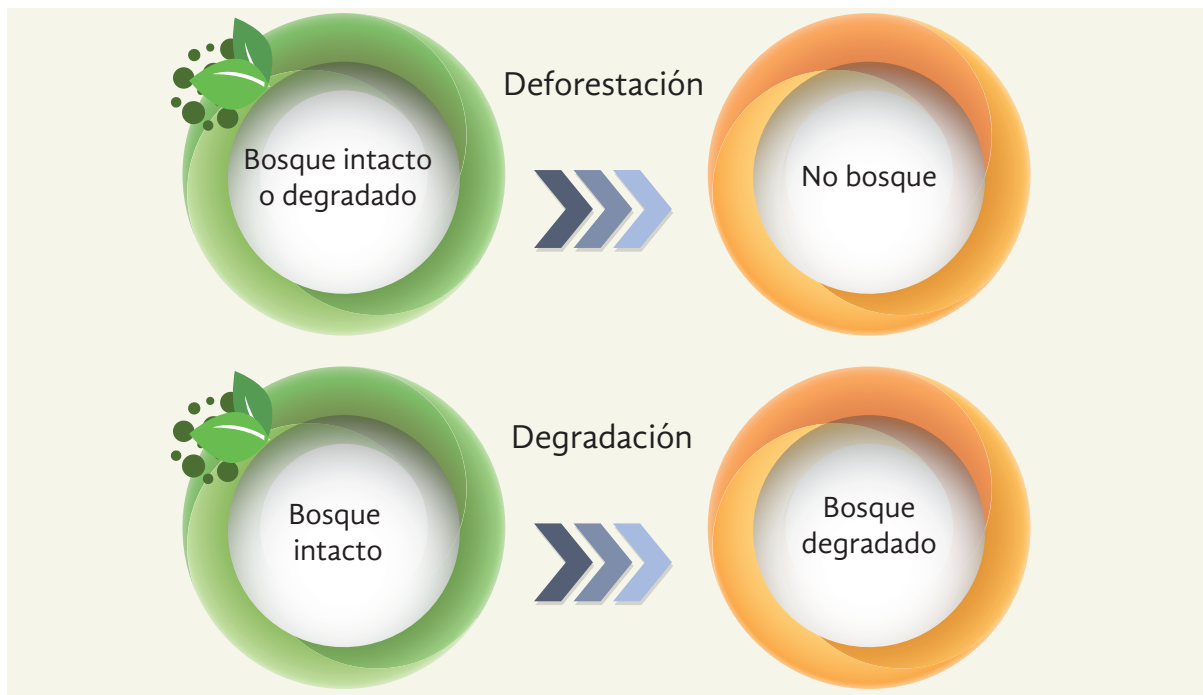 Deforestación
Bosque intacto
o degradado
No bosque
Degradación
Bosque
intacto
Bosque
degradado